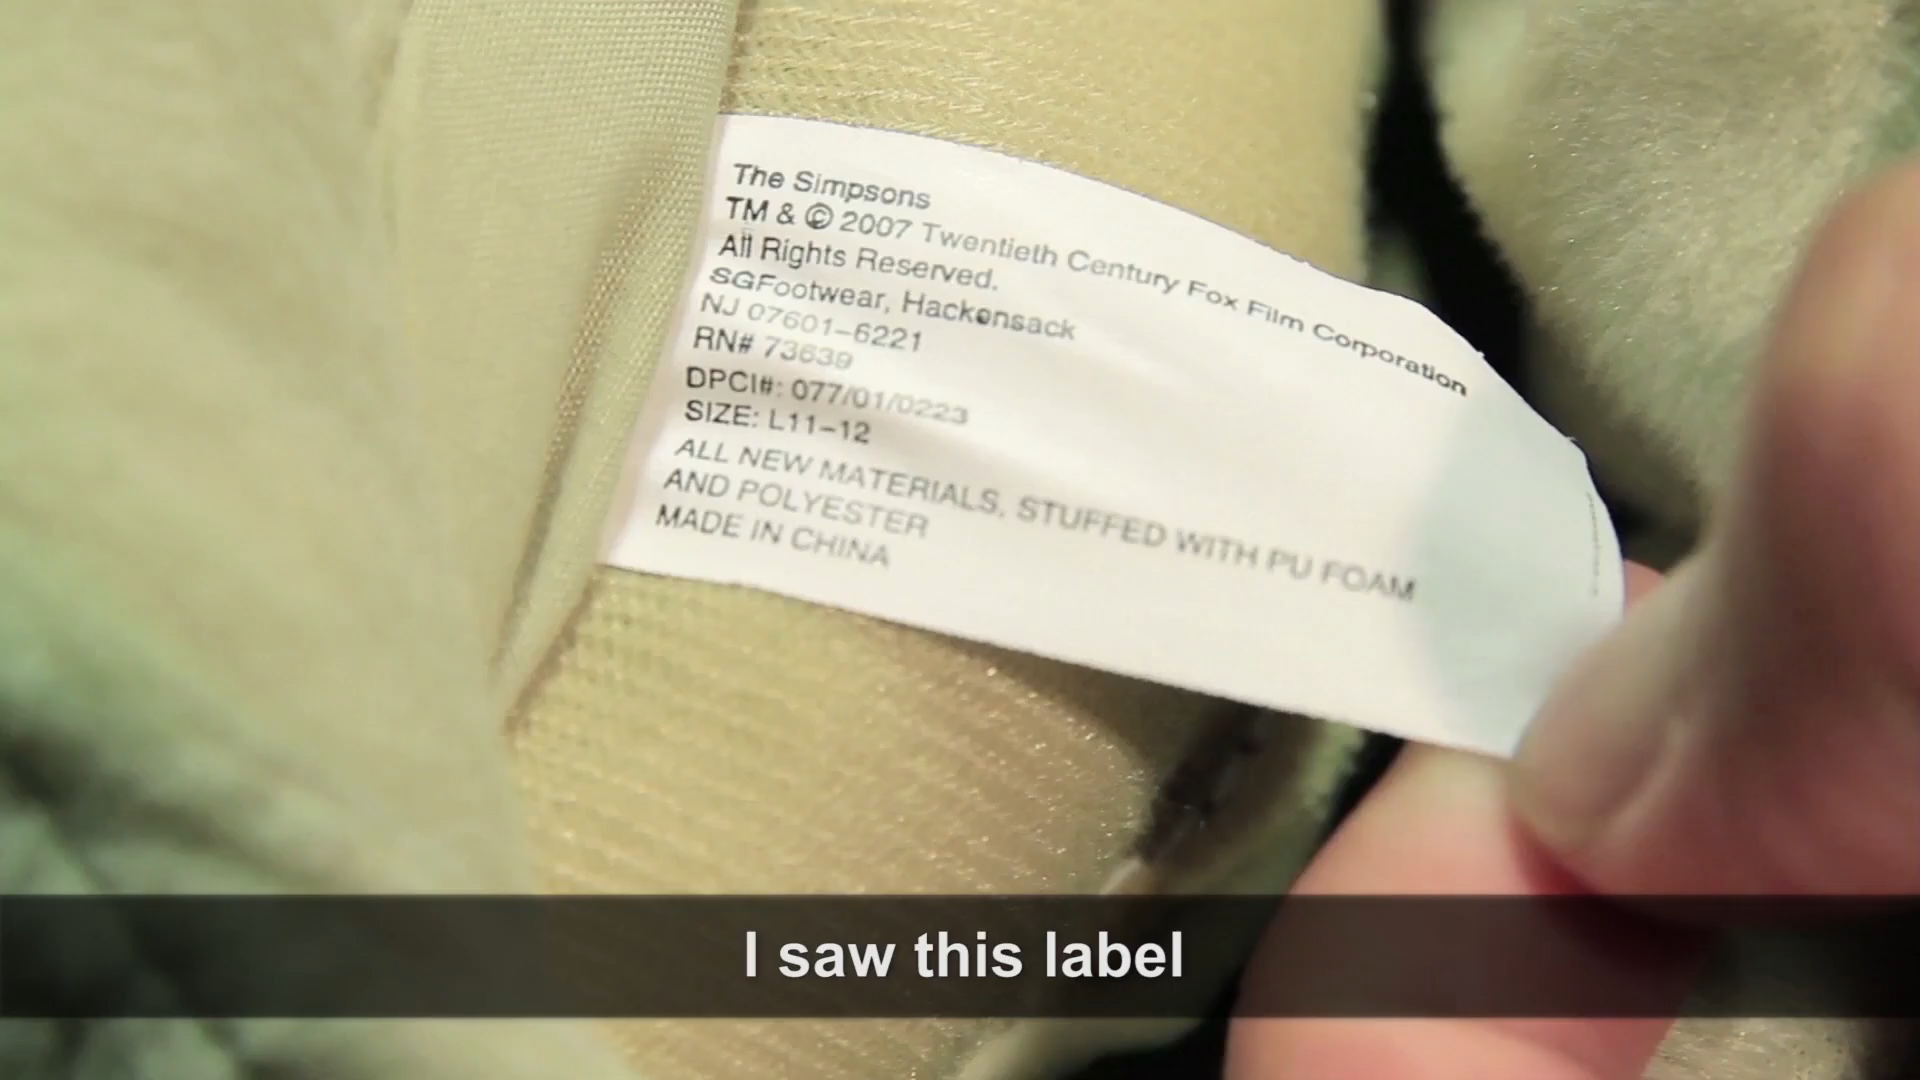 The Simpsons
TM & © 2007 Twentieth Century Fox Film Corporation
All Rights Reserved.
SGFootwear, Hackensack
NJ 07601-6221
RN# 73639
DPCI#: 077/01/0223
SIZE: L11-12
ALL NEW MATERIALS, STUFFED WITH PU FOAM
AND POLYESTER
MADE IN CHINA
I saw this label